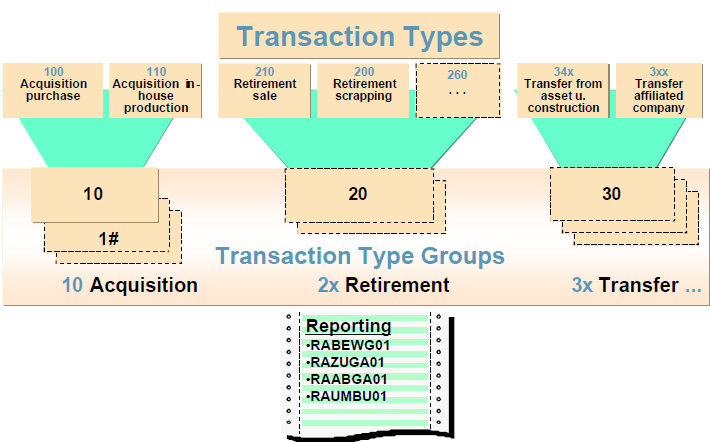 Transaction Types
100
Acquisition
purchase
110
Acquisition in-
house
production
210
Retirement
sale
200
Retirement
scrapping
260
. . .
34x
Transfer from
asset u.
construction
3xx
Transfer
affiliated
company
10
1#
20
30
Transaction Type Groups
10 Acquisition
2x Retirement
3x Transfer ...
Reporting
•RABEWG01
•RAZUGA01
•RAABGA01
•RAUMBU01